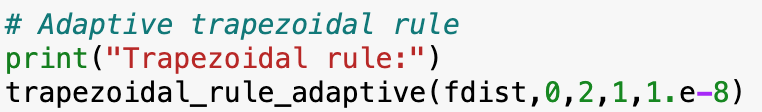 # Adaptive trapezoidal rule
print("Trapezoidal rule:")
trapezoidal_rule_adaptive(fdist,0,2,1,1.e-8)